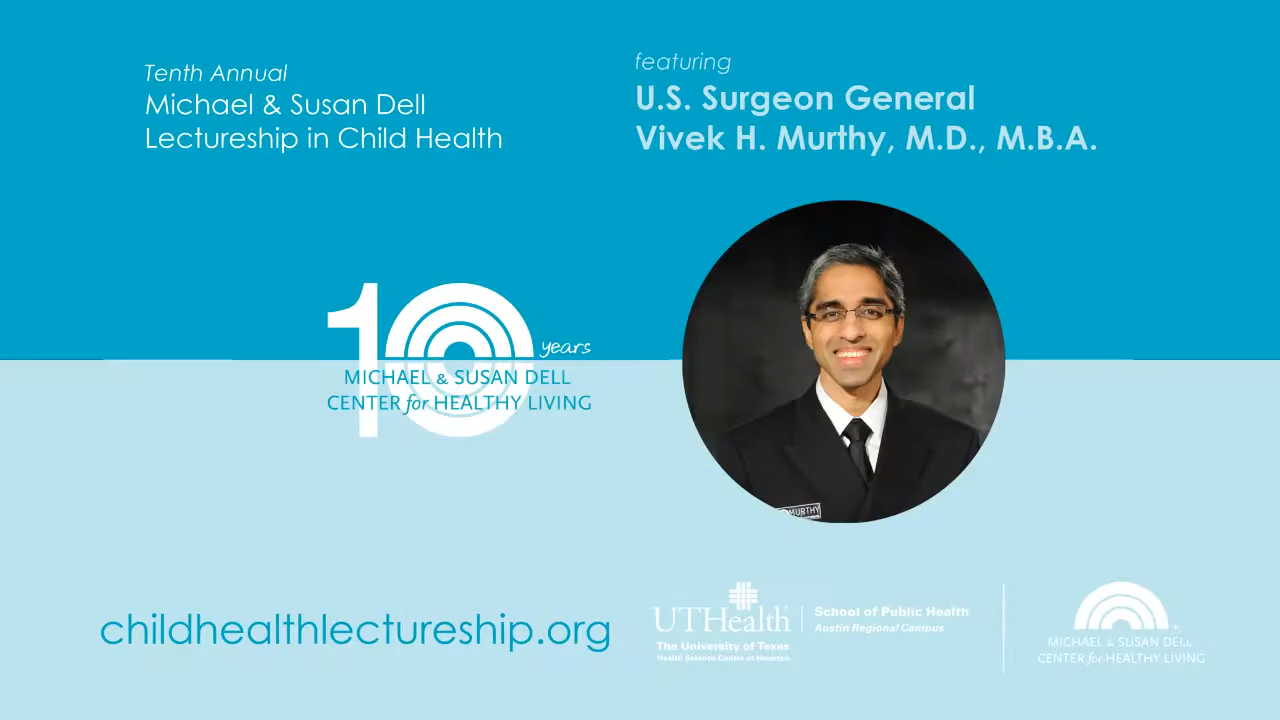 Tenth Annual
Michael & Susan Dell
Lectureship in Child Health
featuring
U.S. Surgeon General
Vivek H. Murthy, M.D., M.B.A.
10 years
MICHAEL & SUSAN DELL
CENTER for HEALTHY LIVING
MURTHY
childhealthlectureship.org
UTHealth
The University of Texas
Health Science Center at Houston
School of Public Health
Austin Regional Campus
MICHAEL & SUSAN DELL
CENTER for HEALTHY LIVING